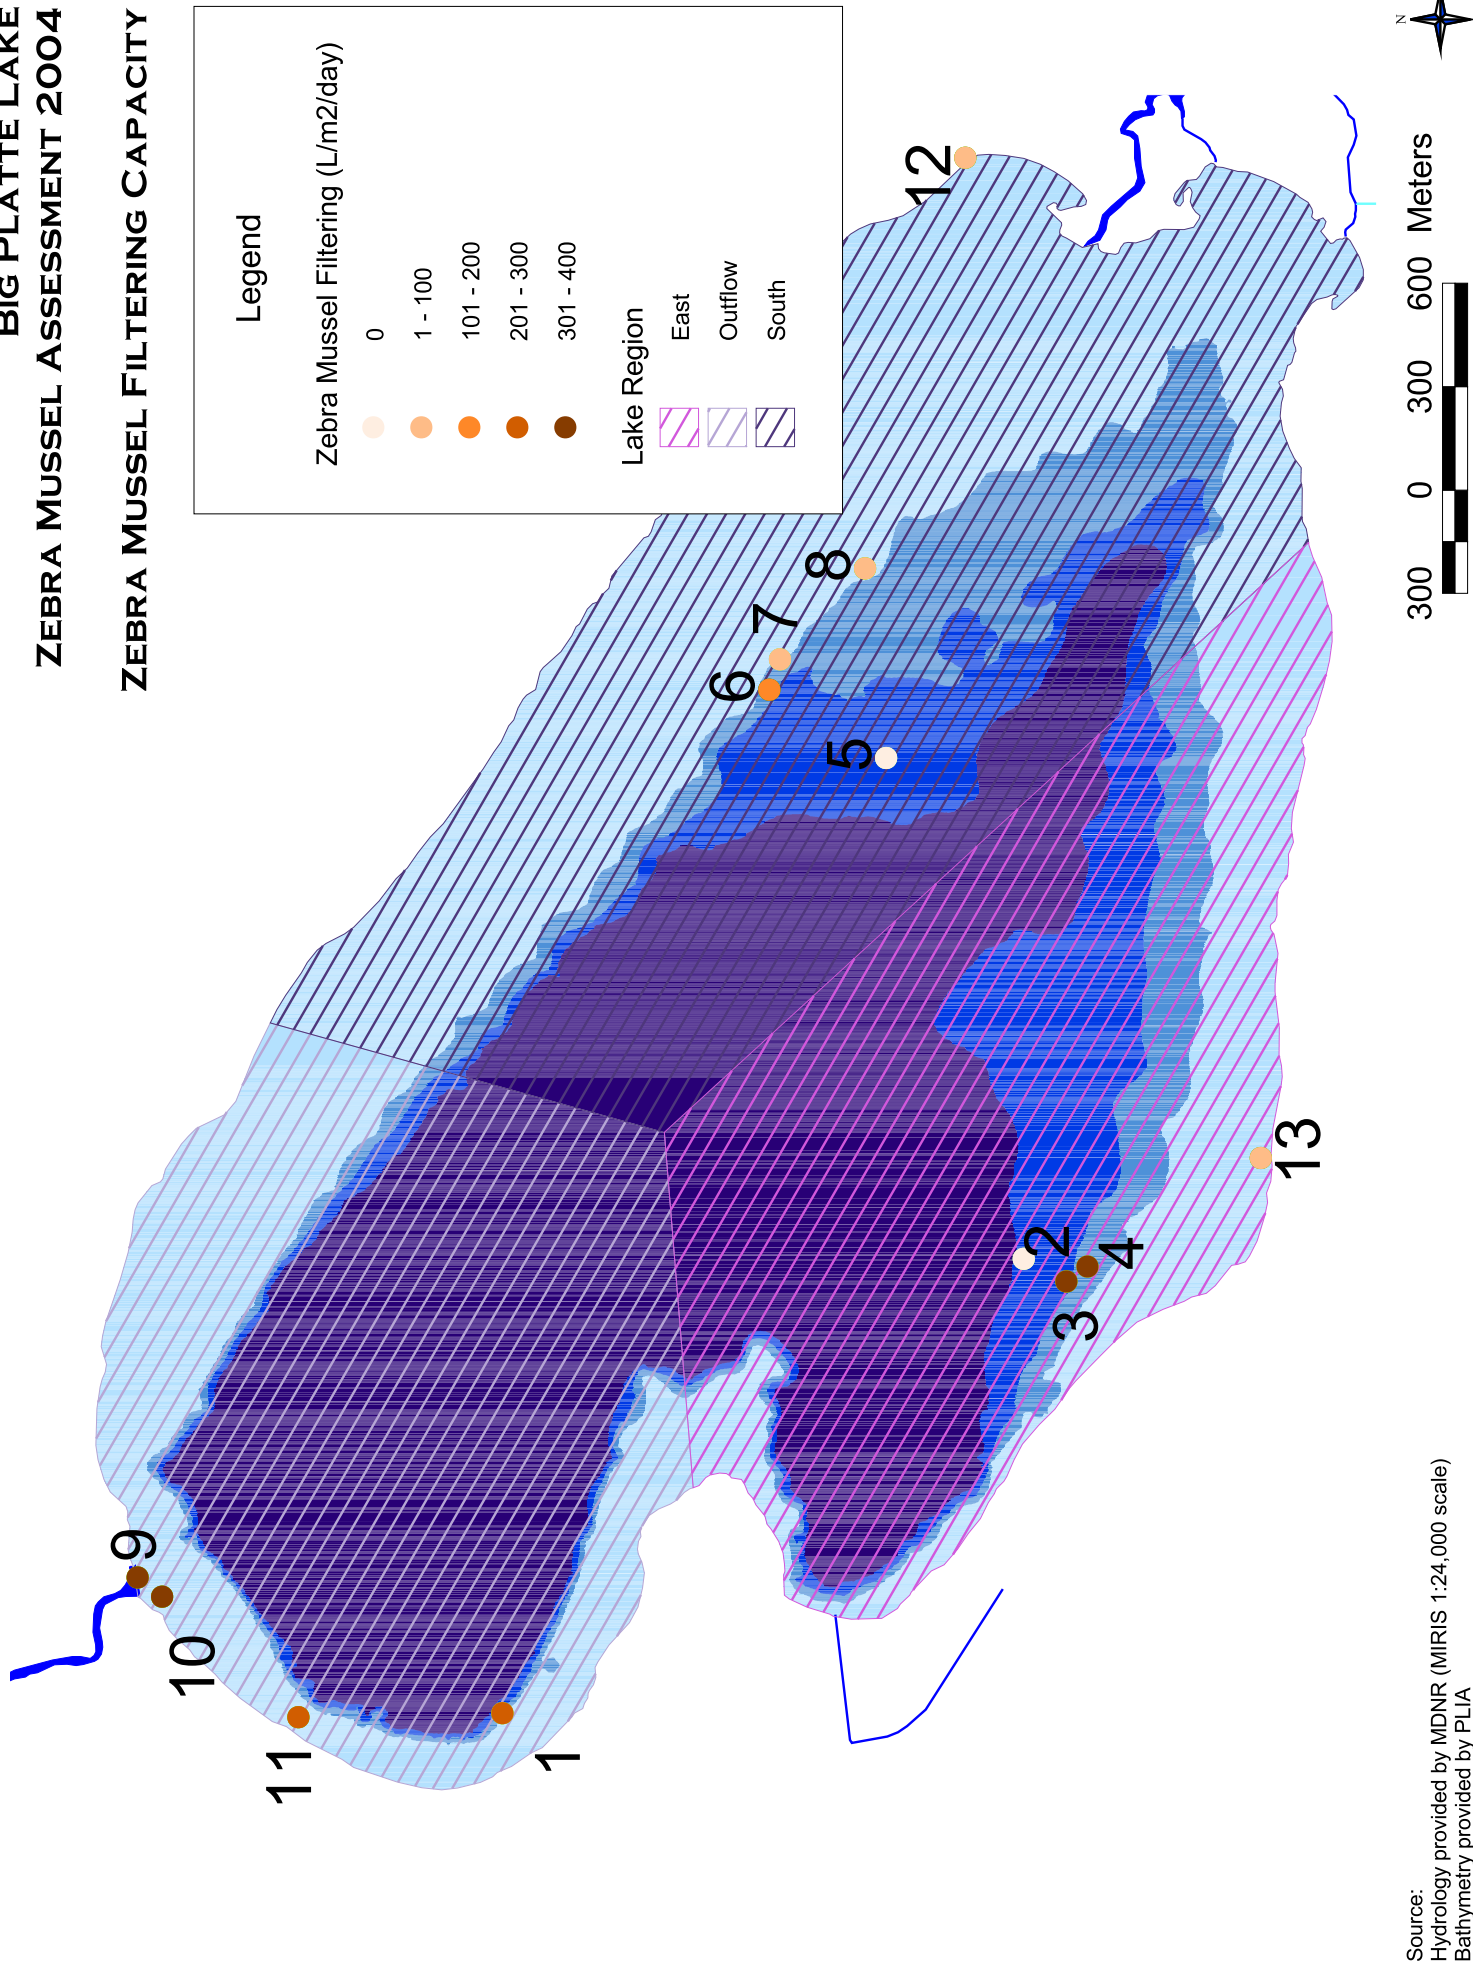 BIG PLATTE LAKE
ZEBRA MUSSEL ASSESSMENT 2004
ZEBRA MUSSEL FILTERING CAPACITY
Legend
Zebra Mussel Filtering (L/m2/day)
0
1 - 100
101 - 200
201 - 300
301 - 400
Lake Region
East
Outflow
South
9
10
11
1
12
8
7
6
5
2
3
4
13
N
300 0 300 600 Meters
Source:
Hydrology provided by MDNR (MIRIS 1:24,000 scale)
Bathymetry provided by PLIA